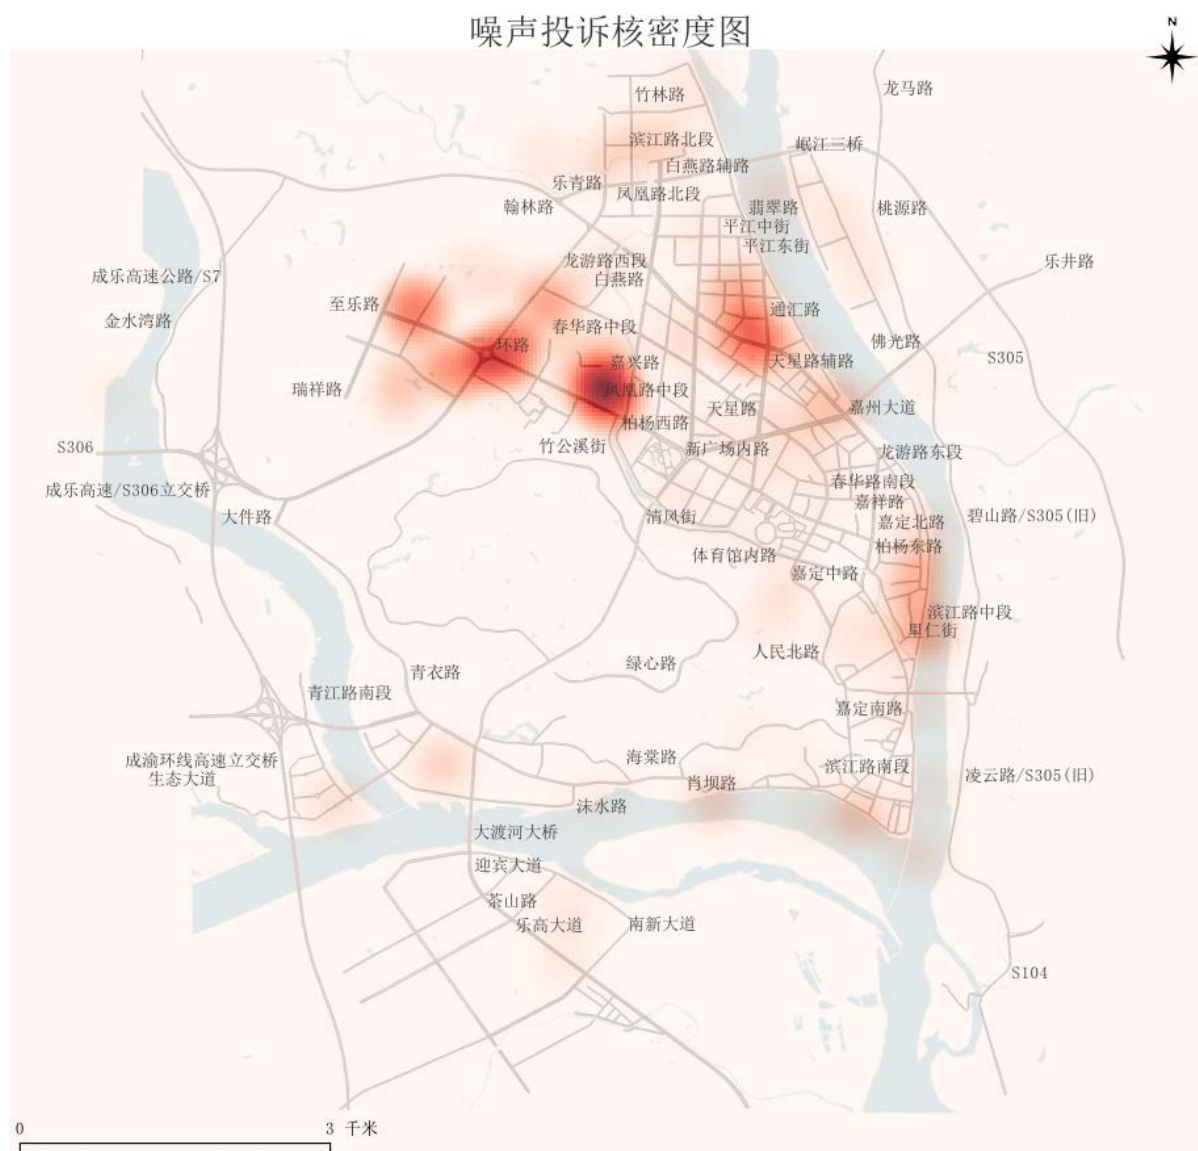 噪声投诉核密度图
N
龙马路
竹林路
滨江路北段
岷江三桥
白燕路辅路
乐青路
凤凰路北段
翰林路
翡翠路
桃源路
平江中街
平江东街
龙游路西段
乐井路
成乐高速公路/S7
白燕路
至乐路
通汇路
金水湾路
春华路中段
环路
佛光路
S305
嘉兴路
天星路辅路
瑞祥路
凤凰路中段
天星路
嘉州大道
柏杨西路
S306
竹公溪街
新广场内路
龙游路东段
春华路南段
成乐高速/S306立交桥
嘉祥路
大件路
清风街
嘉定北路
碧山路/S305(旧)
柏杨东路
体育馆内路
嘉定中路
滨江路中段
里仁街
人民北路
绿心路
青衣路
青江路南段
嘉定南路
成渝环线高速立交桥
海棠路
滨江路南段
生态大道
肖坝路
凌云路/S305(旧)
沫水路
大渡河大桥
迎宾大道
茶山路
乐高大道
南新大道
S104
0 3 千米